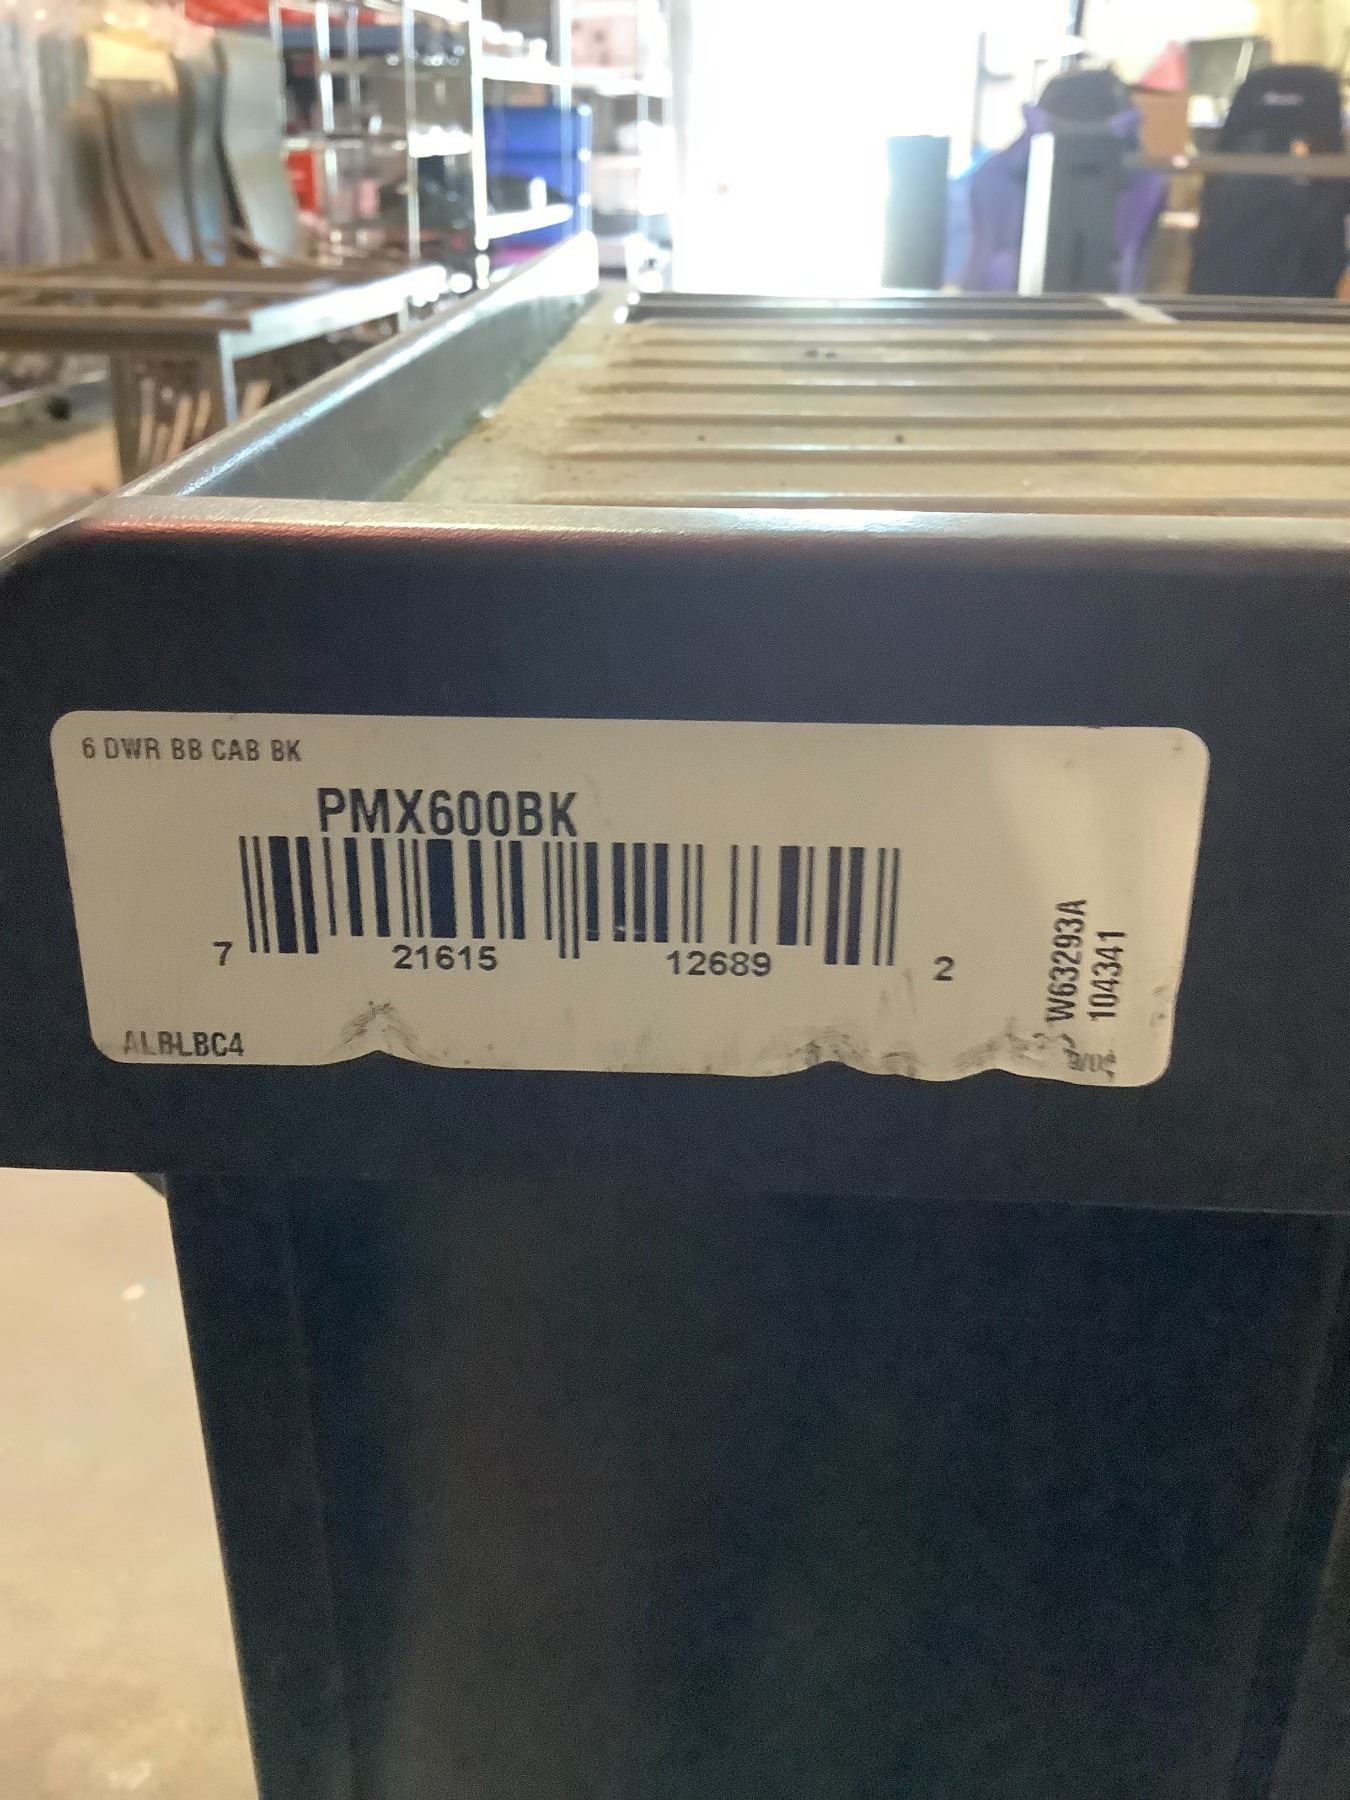 6 DWR BB CAB BK
PMX600BK
7 21615 12689 2
ALBLBC4
W63293A
104341